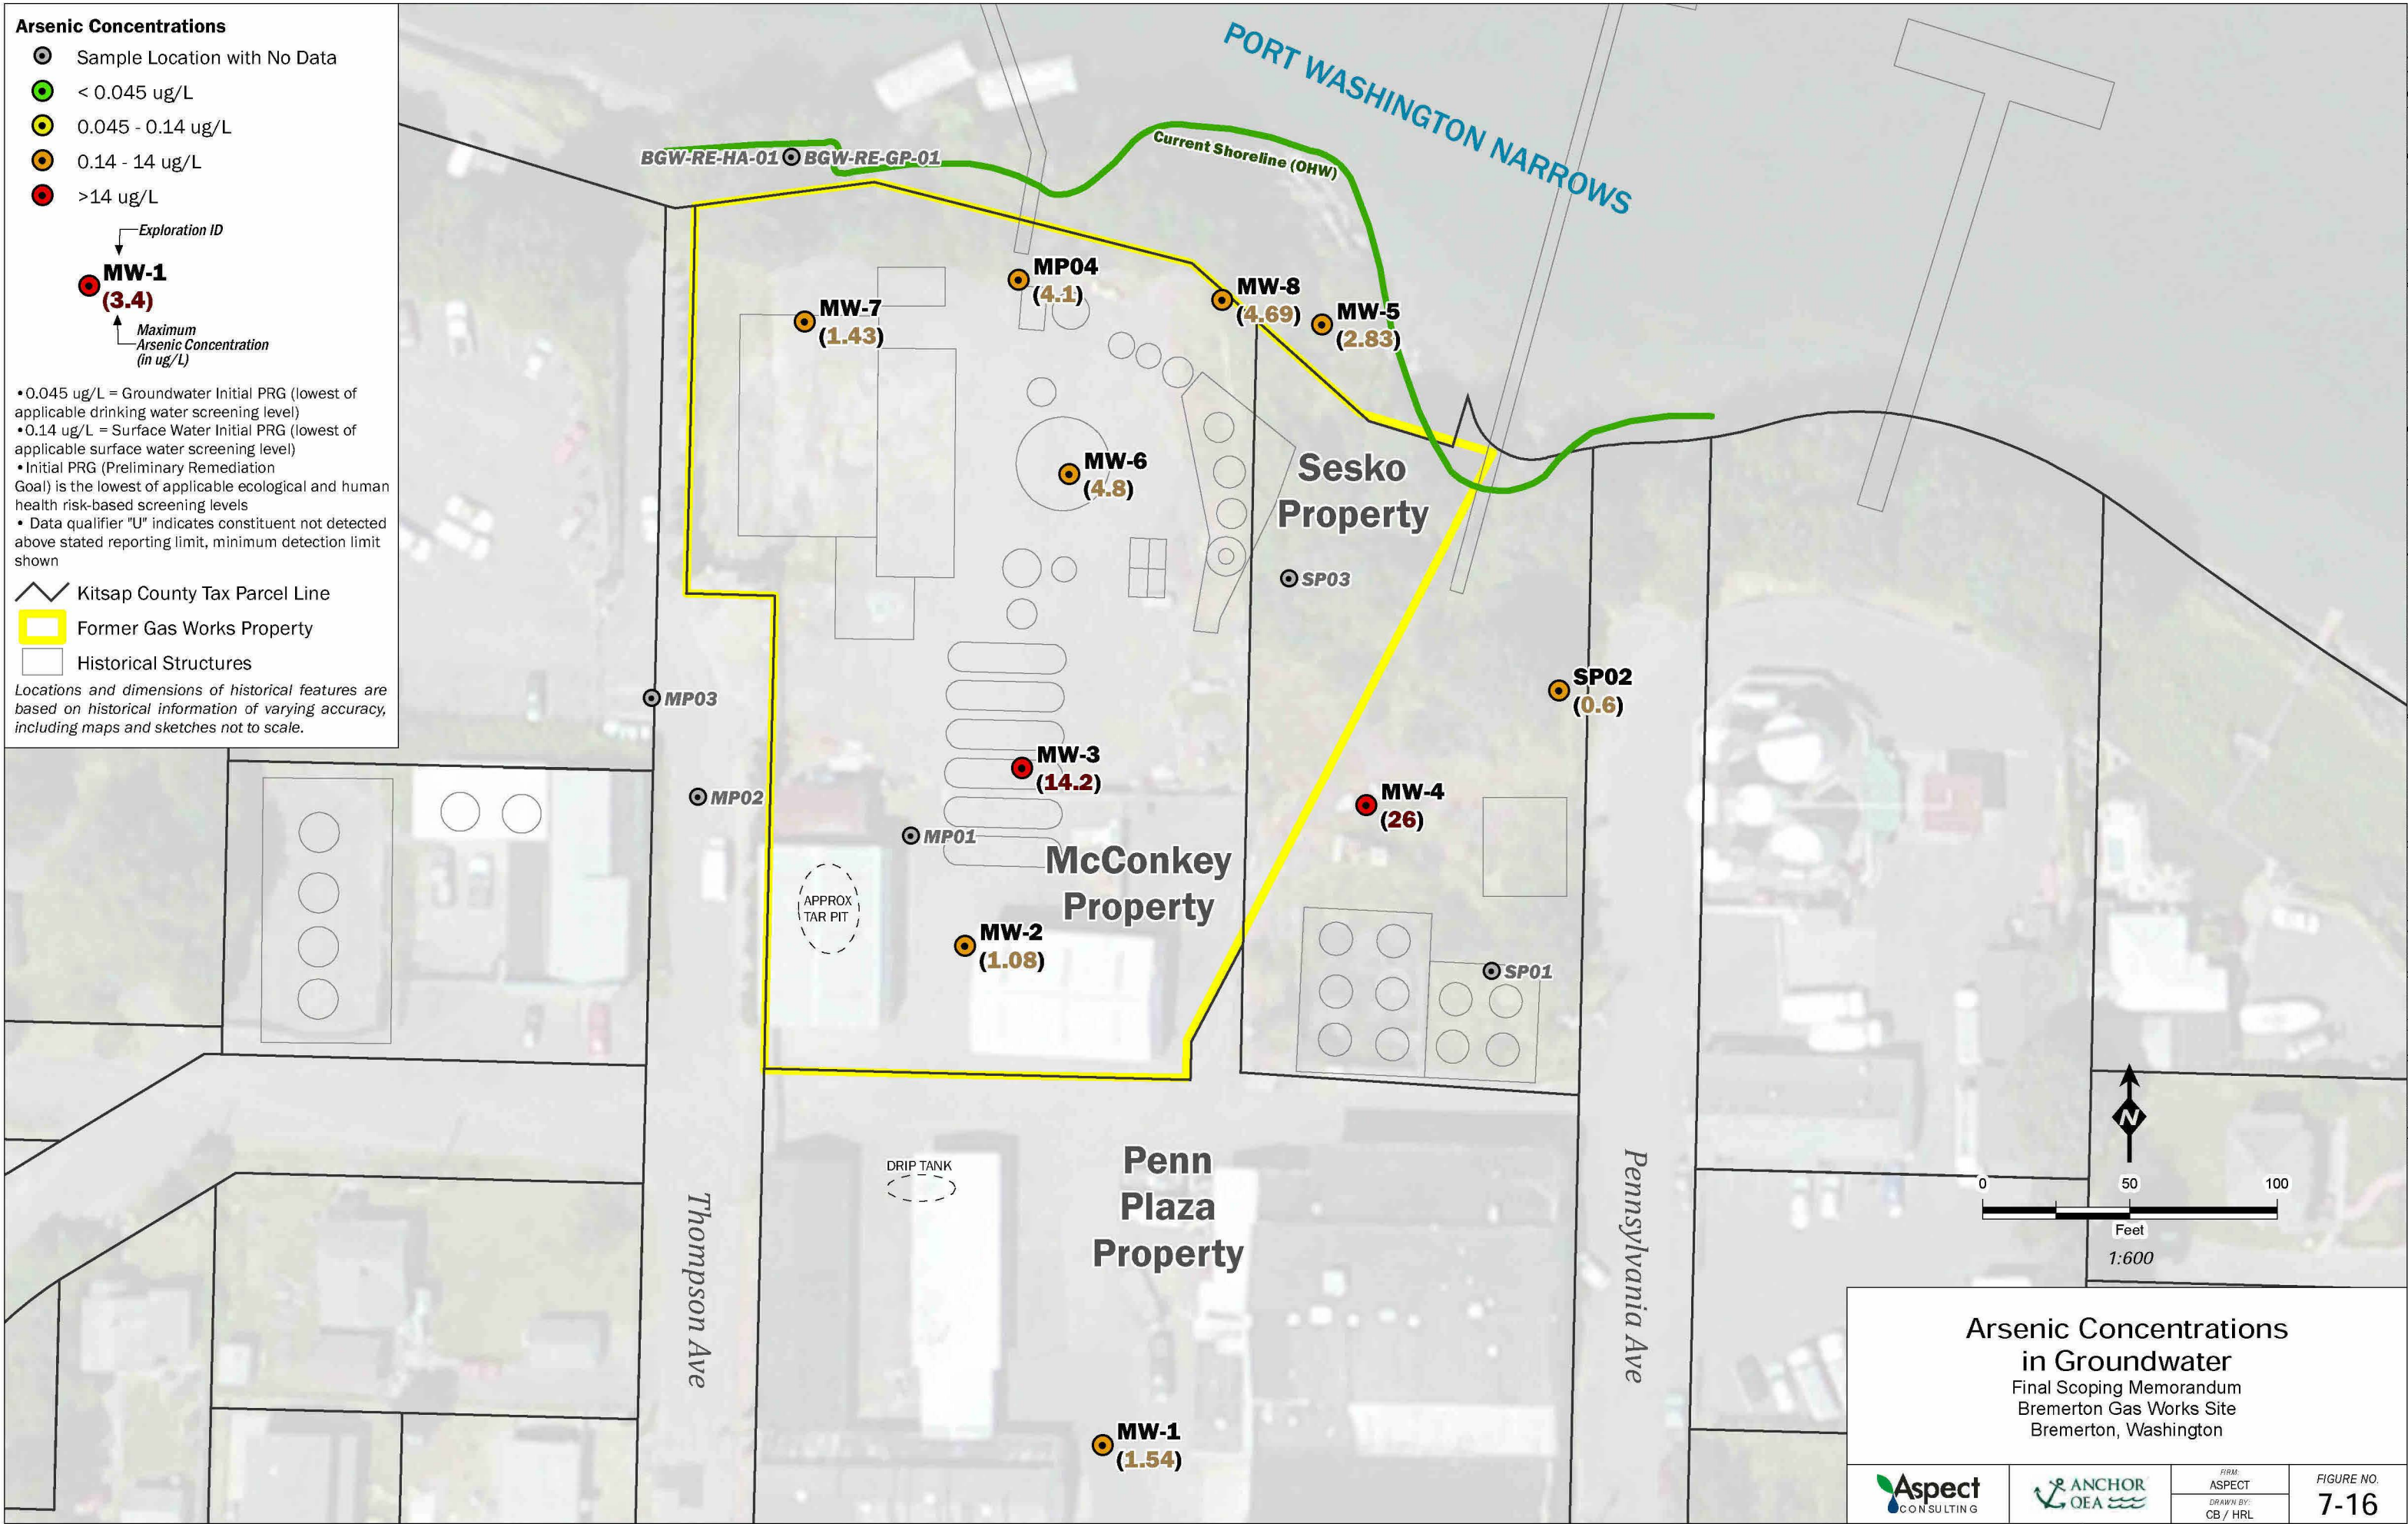 Arsenic Concentrations
Sample Location with No Data
< 0.045 ug/L
0.045 - 0.14 ug/L
0.14 - 14 ug/L
>14 ug/L
Exploration ID
MW-1
(3.4)
Maximum
Arsenic Concentration
(in ug/L)
•0.045 ug/L = Groundwater Initial PRG (lowest of
applicable drinking water screening level)
•0.14 ug/L = Surface Water Initial PRG (lowest of
applicable surface water screening level)
•Initial PRG (Preliminary Remediation
Goal) is the lowest of applicable ecological and human
health risk-based screening levels
• Data qualifier "U" indicates constituent not detected
above stated reporting limit, minimum detection limit
shown
Kitsap County Tax Parcel Line
Former Gas Works Property
Historical Structures
Locations and dimensions of historical features are
based on historical information of varying accuracy,
including maps and sketches not to scale.
PORT WASHINGTON NARROWS
Current Shoreline (OHW)
BGW-RE-HA-01 BGW-RE-GP-01
MP04
(4.1)
MW-8
(4.69)
MW-5
(2.83)
MW-7
(1.43)
MW-6
(4.8)
Sesko
Property
SP03
SP02
(0.6)
MP03
MW-3
(14.2)
MP02
MW-4
(26)
MP01
McConkey
Property
APPROX
TAR PIT
MW-2
(1.08)
SP01
DRIP TANK
Penn
Plaza
Property
Thompson Ave
Pennsylvania Ave
MW-1
(1.54)
N
0 50 100
Feet
1:600
Arsenic Concentrations
in Groundwater
Final Scoping Memorandum
Bremerton Gas Works Site
Bremerton, Washington
Aspect
CONSULTING
ANCHOR
QEA
FIRM:
ASPECT
DRAWN BY:
CB / HRL
FIGURE NO.
7-16